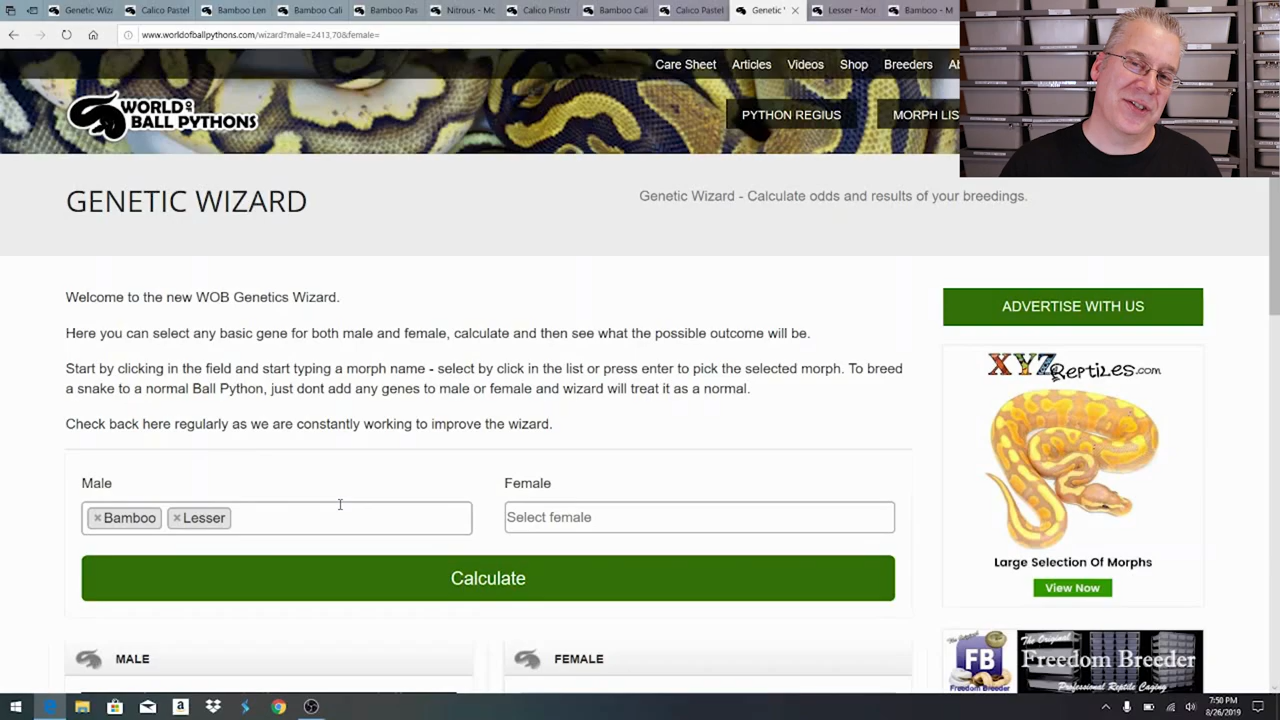 Genetic Wiz
Calico Pastel
Bamboo Len
Bamboo Cali
Bamboo Pas
Nitrous - Mc
Calico Pinstr
Bamboo Cali
Calico Pastel
Genetic
Lesser - Mor
Bamboo - M
www.worldofballpythons.com/wizard?male=2413,70&female=
Care Sheet Articles Videos Shop Breeders Ab
WORLD OF
BALL PYTHONS
PYTHON REGIUS MORPH LIS
GENETIC WIZARD
Genetic Wizard - Calculate odds and results of your breedings.
Welcome to the new WOB Genetics Wizard.
Here you can select any basic gene for both male and female, calculate and then see what the possible outcome will be.
Start by clicking in the field and start typing a morph name - select by click in the list or press enter to pick the selected morph. To breed
a snake to a normal Ball Python, just dont add any genes to male or female and wizard will treat it as a normal.
Check back here regularly as we are constantly working to improve the wizard.
Male
× Bamboo × Lesser
Female
Select female
Calculate
MALE
FEMALE
ADVERTISE WITH US
XYZ Reptiles.com
Large Selection Of Morphs
View Now
FB
Freedom Breeder
The Original
Freedom Breeder
Professional Reptile Caging
7:50 PM
8/26/2019